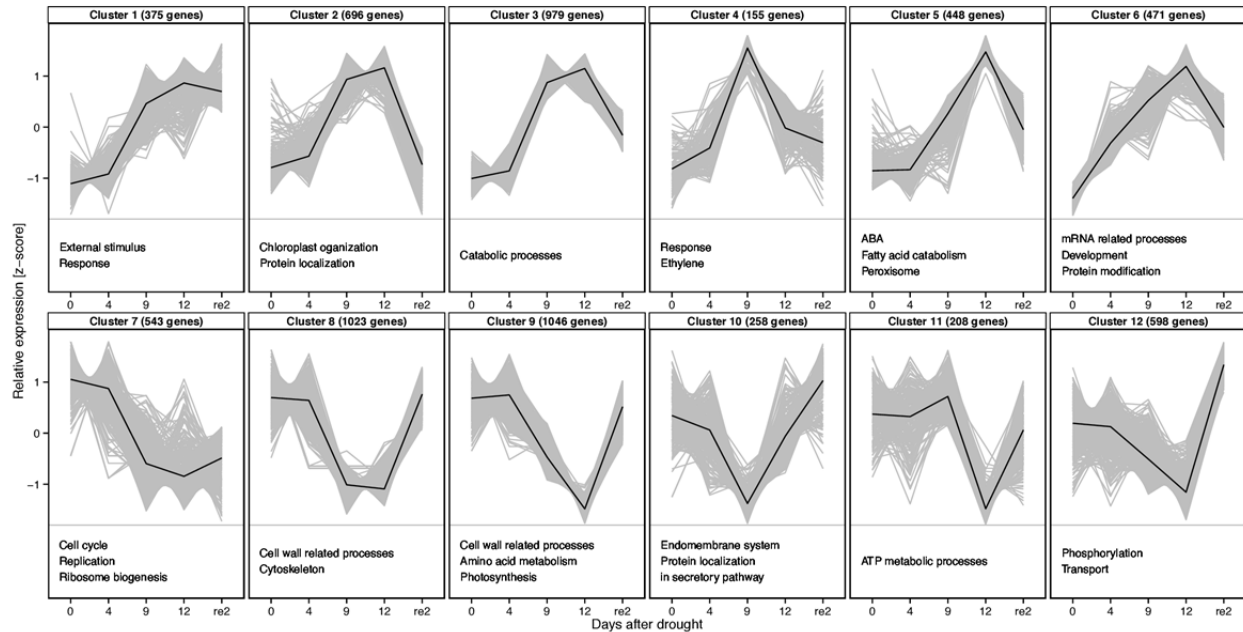 Cluster 1 (375 genes)
Cluster 2 (696 genes)
Cluster 3 (979 genes)
Cluster 4 (155 genes)
Cluster 5 (448 genes)
Cluster 6 (471 genes)
Relative expression [z-score]
1
0
-1
External stimulus
Response
Chloroplast oganization
Protein localization
Catabolic processes
Response
Ethylene
ABA
Fatty acid catabolism
Peroxisome
mRNA related processes
Development
Protein modification
0 4 9 12 re2
0 4 9 12 re2
0 4 9 12 re2
0 4 9 12 re2
0 4 9 12 re2
0 4 9 12 re2
Cluster 7 (543 genes)
Cluster 8 (1023 genes)
Cluster 9 (1046 genes)
Cluster 10 (258 genes)
Cluster 11 (208 genes)
Cluster 12 (598 genes)
1
0
-1
Cell cycle
Replication
Ribosome biogenesis
Cell wall related processes
Cytoskeleton
Cell wall related processes
Amino acid metabolism
Photosynthesis
Endomembrane system
Protein localization
in secretory pathway
ATP metabolic processes
Phosphorylation
Transport
0 4 9 12 re2
0 4 9 12 re2
0 4 9 12 re2
0 4 9 12 re2
0 4 9 12 re2
0 4 9 12 re2
Days after drought